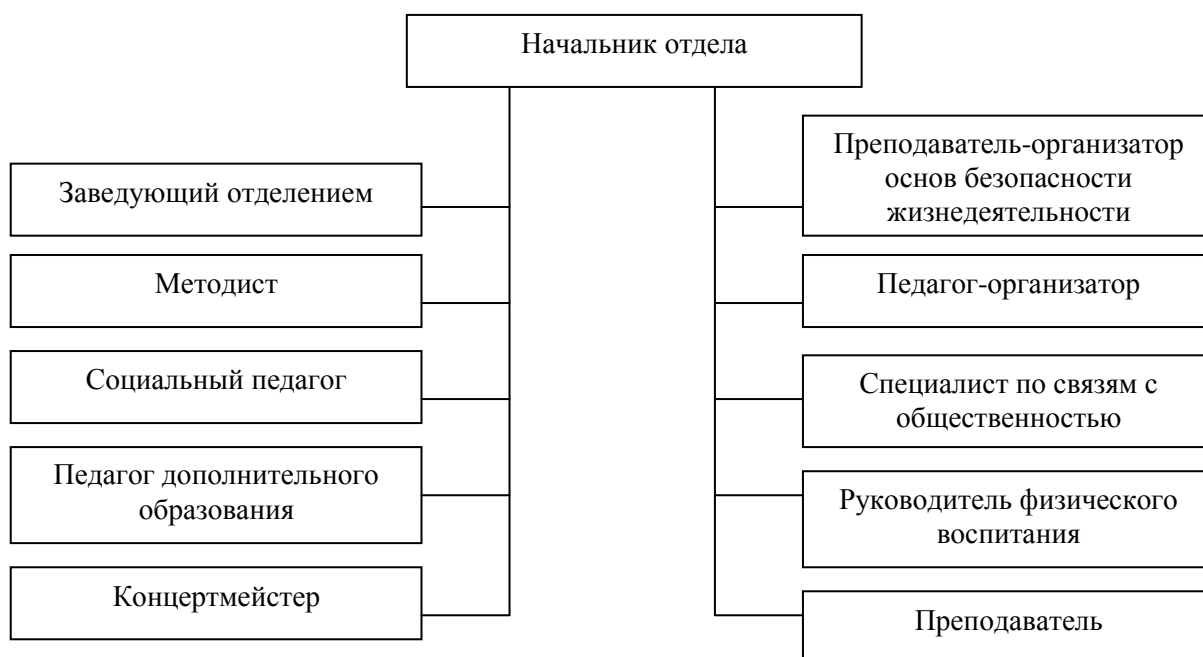 Начальник отдела
Заведующий отделением
Методист
Социальный педагог
Педагог дополнительного
образования
Концертмейстер
Преподаватель-организатор
основ безопасности
жизнедеятельности
Педагог-организатор
Специалист по связям с
общественностью
Руководитель физического
воспитания
Преподаватель